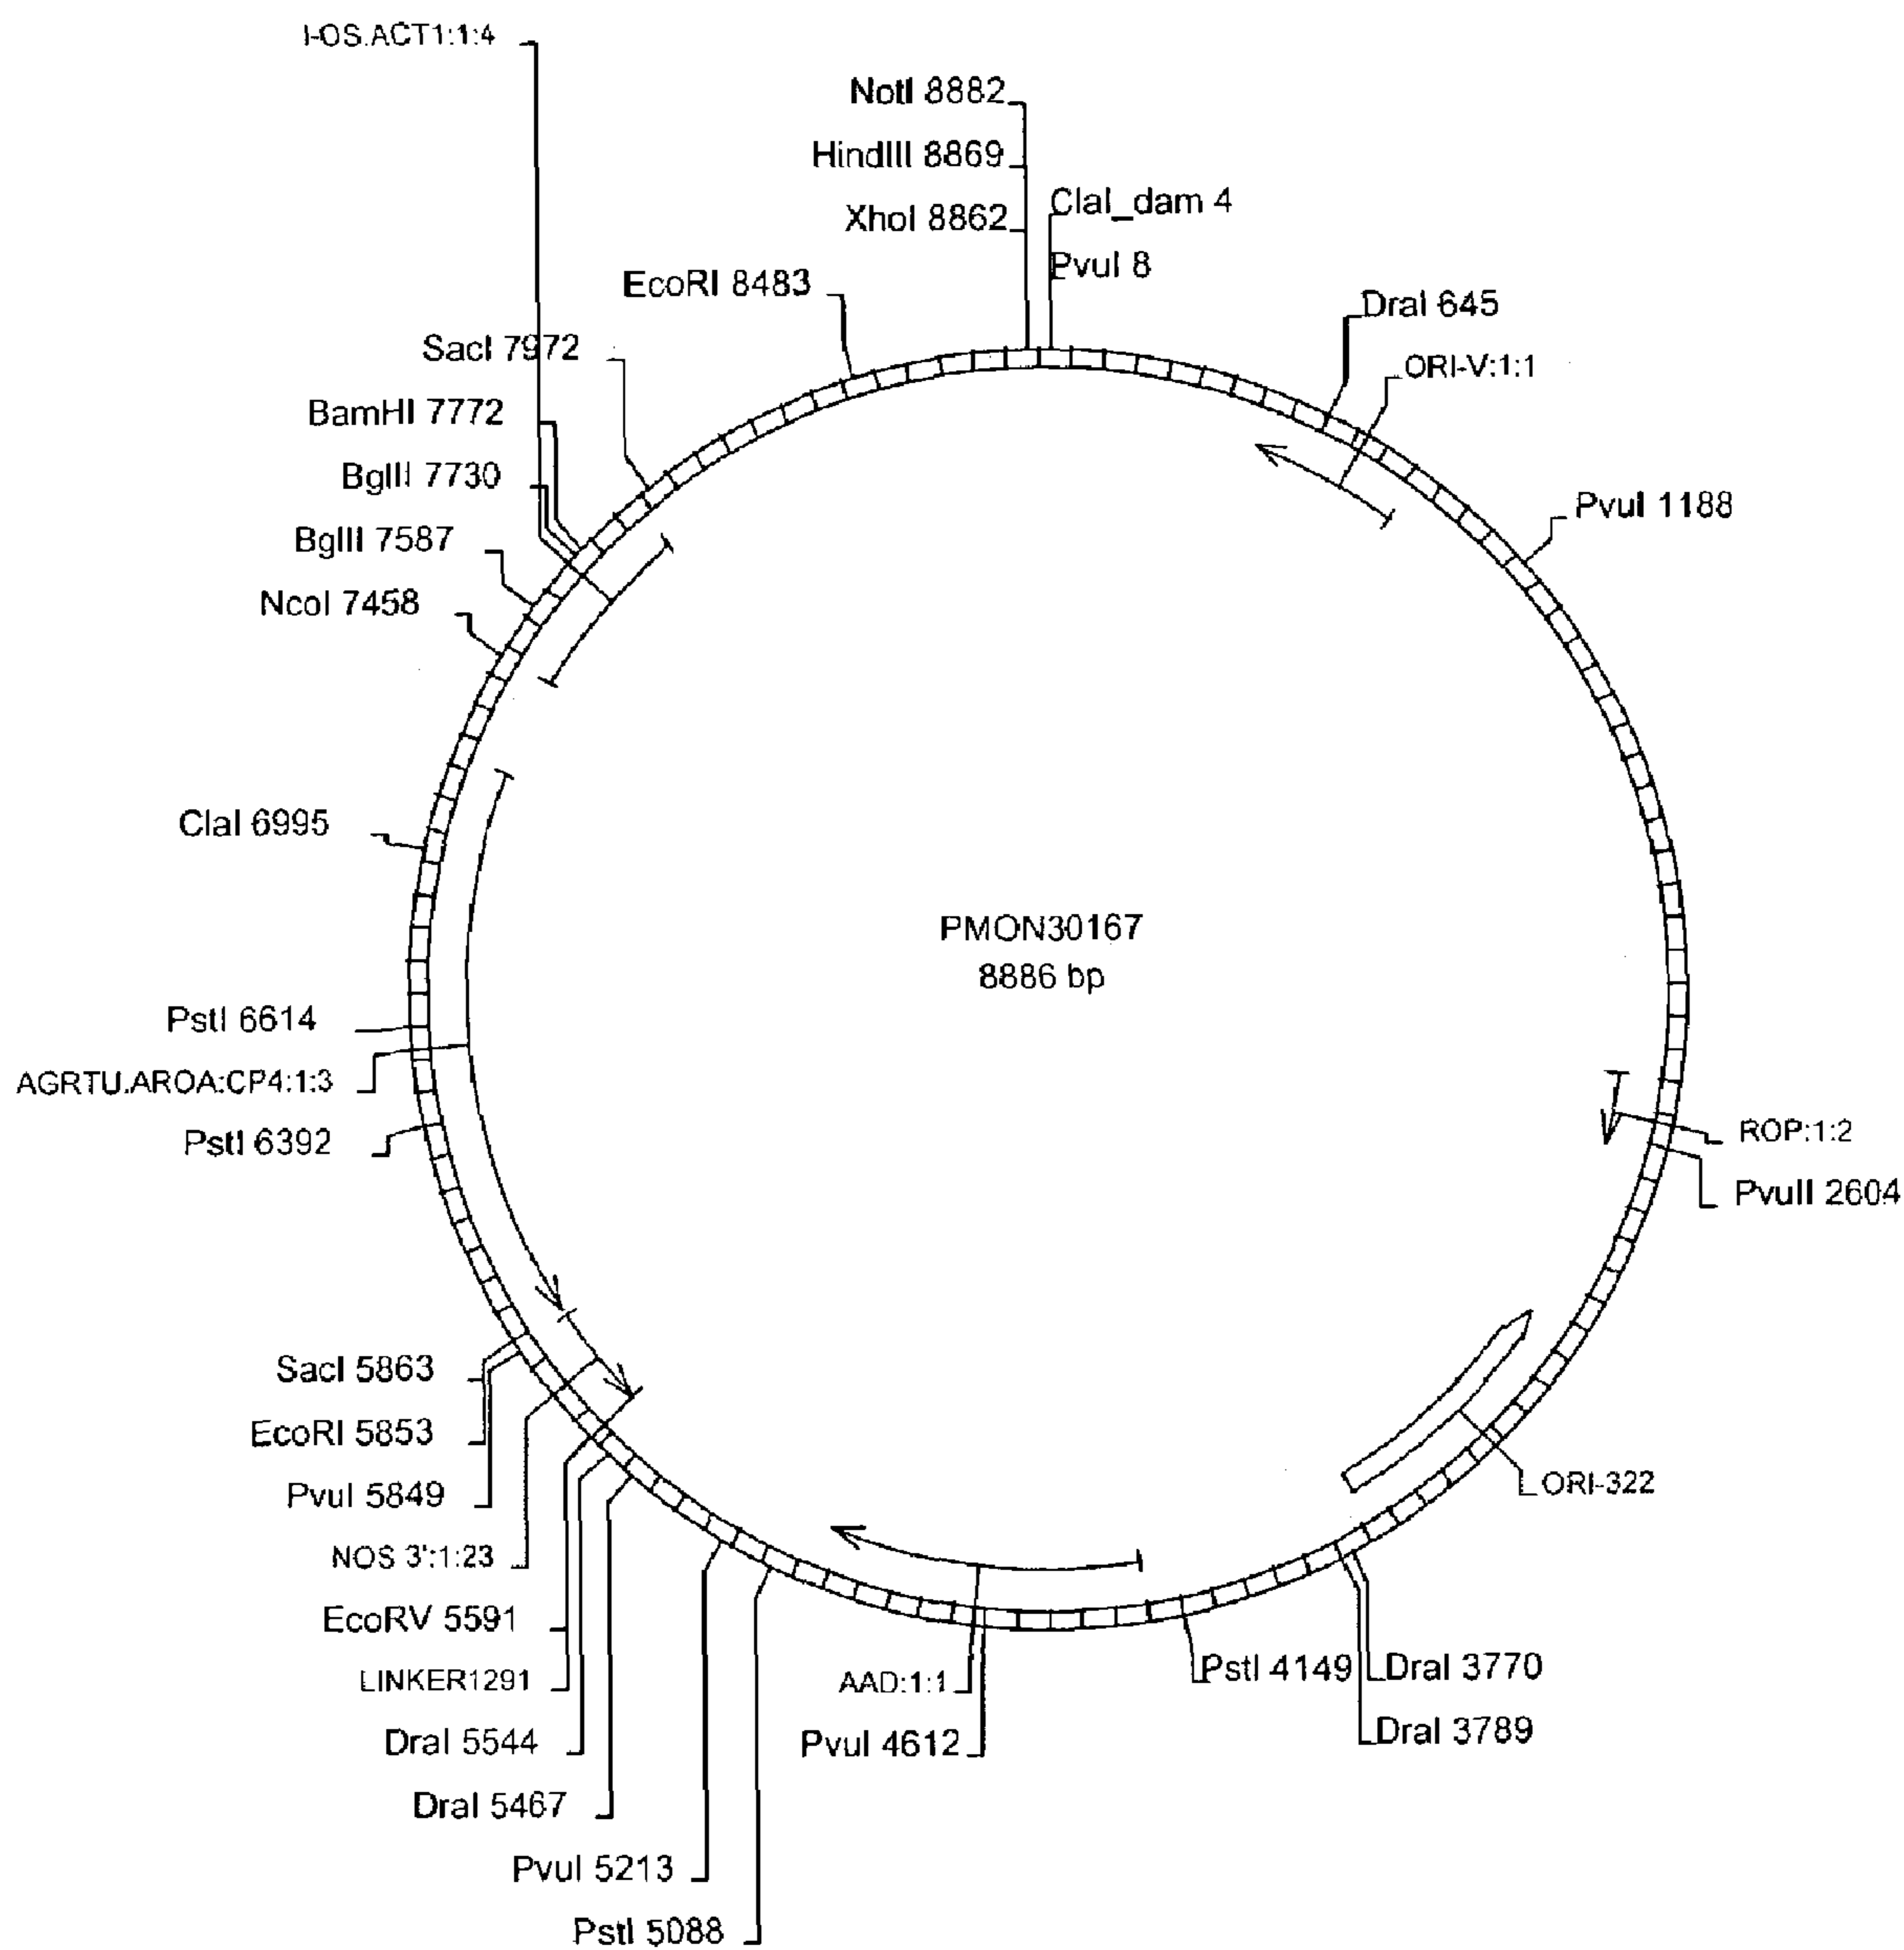 I-OS.ACT1:1:4
NotI 8882
HindIII 8869
XhoI 8862
ClaI_dam 4
PvuI 8
EcoRI 8483
DraI 645
SacI 7972
ORI-V:1:1
BamHI 7772
BglII 7730
PvuI 1188
BglII 7587
NcoI 7458
ClaI 6995
PMON30167
8886 bp
PstI 6614
AGRTU.AROA:CP4:1:3
PstI 6392
ROP:1:2
PvuII 2604
SacI 5863
EcoRI 5853
PvuI 5849
ORI-322
NOS 3':1:23
EcoRV 5591
LINKER1291
AAD:1:1
PstI 4149
DraI 3770
DraI 5544
PvuI 4612
DraI 3789
DraI 5467
PvuI 5213
PstI 5088